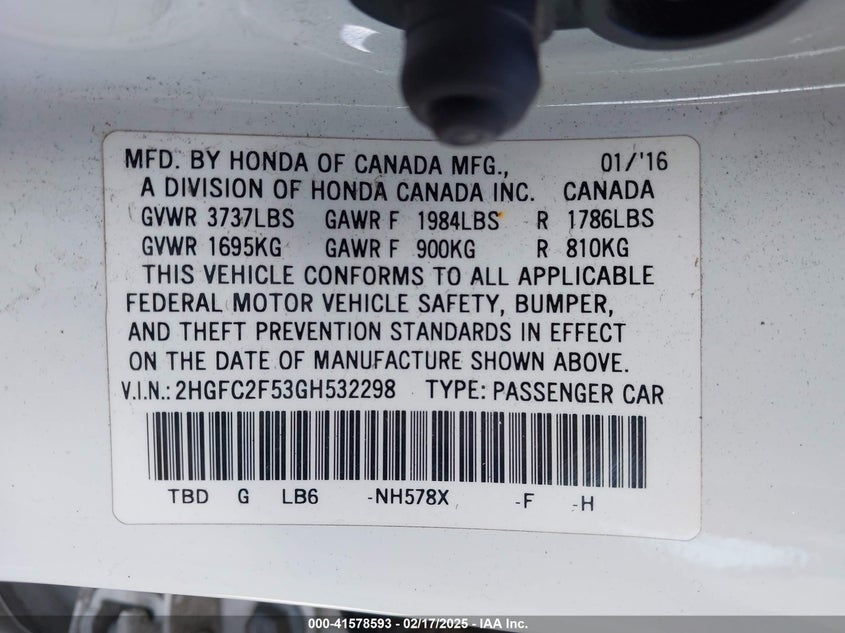 MFD. BY HONDA OF CANADA MFG., 01/'16
A DIVISION OF HONDA CANADA INC. CANADA
GVWR 3737LBS GAWR F 1984LBS R 1786LBS
GVWR 1695KG GAWR F 900KG R 810KG
THIS VEHICLE CONFORMS TO ALL APPLICABLE
FEDERAL MOTOR VEHICLE SAFETY, BUMPER,
AND THEFT PREVENTION STANDARDS IN EFFECT
ON THE DATE OF MANUFACTURE SHOWN ABOVE.
V.I.N.: 2HGFC2F53GH532298 TYPE: PASSENGER CAR
TBD G LB6 -NH578X -F -H
000-41578593 — 02/17/2025 — IAA Inc.